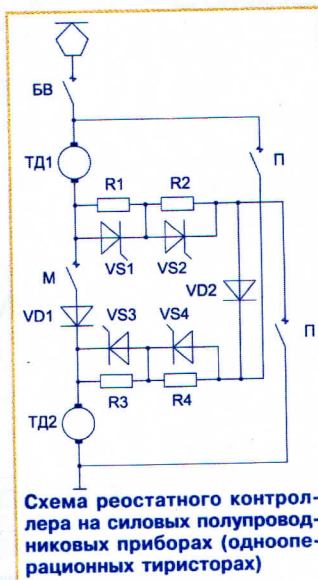 БВ
ТД1
П
R1 R2
VS1 VS2
М
VD1
VD2
VS3 VS4
П
R3 R4
ТД2
Схема реостатного контрол-
лера на силовых полупровод-
никовых приборах (одноопе-
рационных тиристорах)